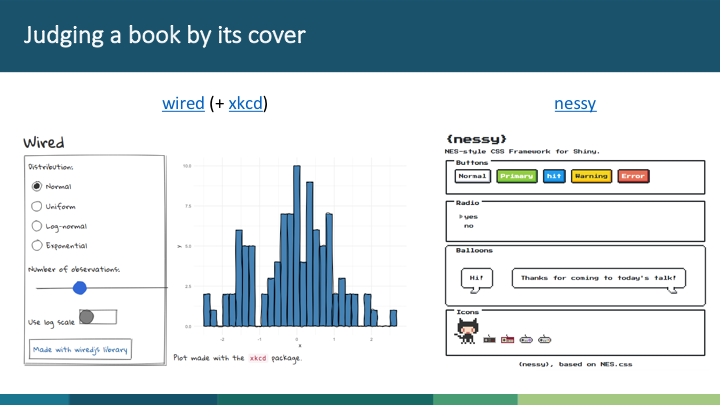 Judging a book by its cover
wired (+ xkcd)
Wired
Distribution:
Normal
Uniform
Log-normal
Exponential
Number of observations:
Use log scale
Made with wiredjs library
10.0
7.5
y
5.0
2.5
0.0
-2
-1
0
1
2
x
Plot made with the xkcd package.
nessy
{nessy}
NES-style CSS Framework for Shiny.
Buttons
Normal Primary hit Warning Error
Radio
yes
no
Balloons
Hi!
Thanks for coming to today's talk!
Icons
{nessy}, based on NES.css